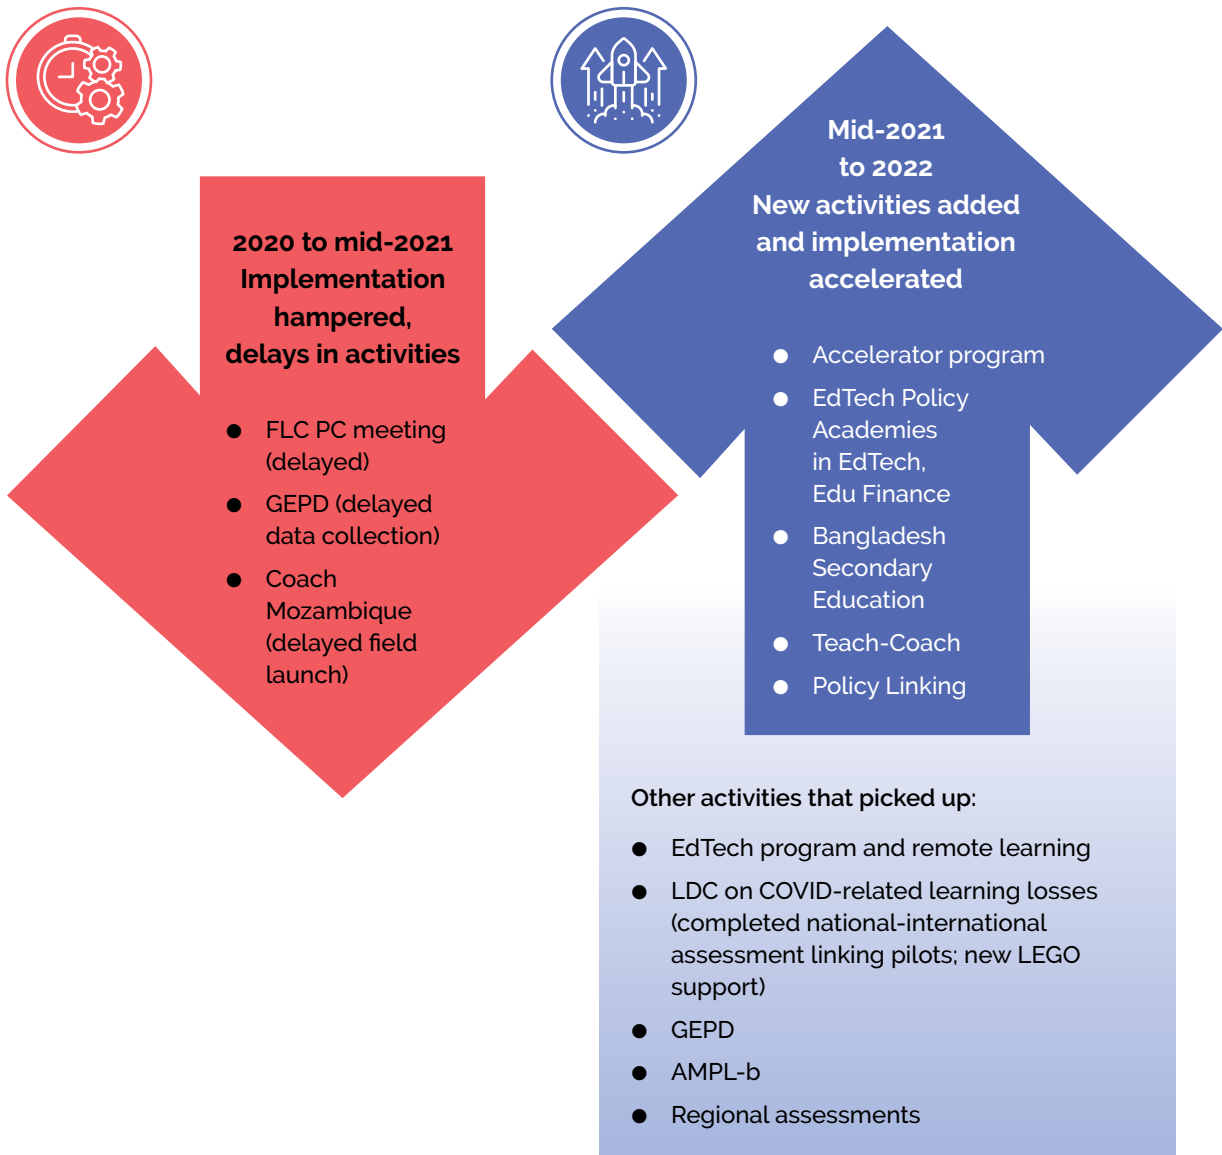 2020 to mid-2021
Implementation
hampered,
delays in activities
● FLC PC meeting
(delayed)
● GEPD (delayed
data collection)
● Coach
Mozambique
(delayed field
launch)
Mid-2021
to 2022
New activities added
and implementation
accelerated
● Accelerator program
● EdTech Policy
Academies
in EdTech,
Edu Finance
● Bangladesh
Secondary
Education
● Teach-Coach
● Policy Linking
Other activities that picked up:
● EdTech program and remote learning
● LDC on COVID-related learning losses
(completed national-international
assessment linking pilots; new LEGO
support)
● GEPD
● AMPL-b
● Regional assessments